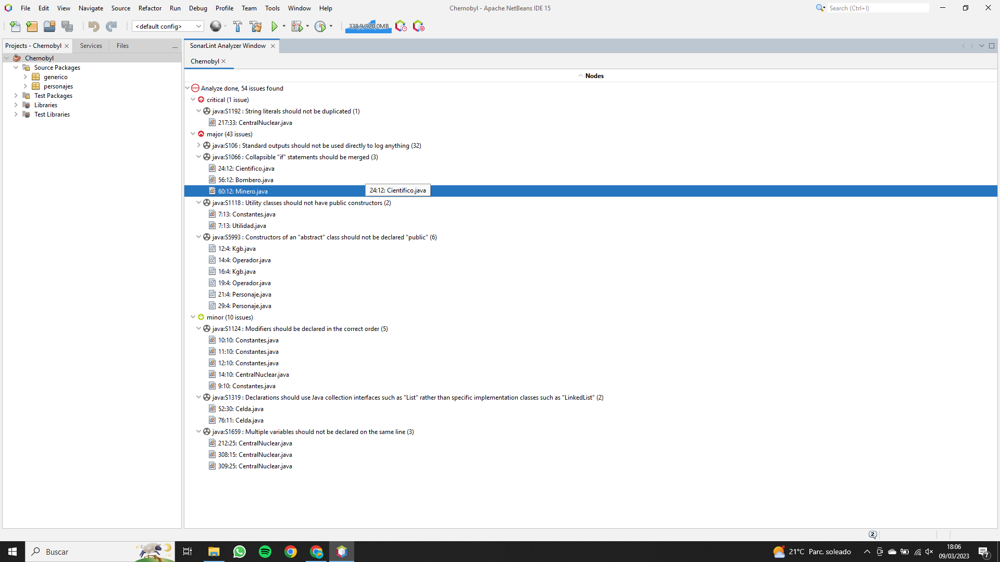 File Edit View Navigate Source Refactor Run Debug Profile Team Tools Window Help
Chernobyl - Apache NetBeans IDE 15
Search (Ctrl+I)
<default config>
338,9/920,0MB
Projects - Chernobyl
Services
Files
SonarLint Analyzer Window
Chernobyl
Source Packages
generico
personajes
Test Packages
Libraries
Test Libraries
Chernobyl
Nodes
Analyze done, 54 issues found
critical (1 issue)
java:S1192 : String literals should not be duplicated (1)
217:33: CentralNuclear.java
major (43 issues)
java:S106 : Standard outputs should not be used directly to log anything (32)
java:S1066 : Collapsible "if" statements should be merged (3)
24:12: Cientifico.java
56:12: Bombero.java
60:12: Minero.java
24:12: Cientifico.java
java:S1118 : Utility classes should not have public constructors (2)
7:13: Constantes.java
7:13: Utilidad.java
java:S5993 : Constructors of an "abstract" class should not be declared "public" (6)
12:4: Kgb.java
14:4: Operador.java
16:4: Kgb.java
19:4: Operador.java
21:4: Personaje.java
29:4: Personaje.java
minor (10 issues)
java:S1124 : Modifiers should be declared in the correct order (5)
10:10: Constantes.java
11:10: Constantes.java
12:10: Constantes.java
14:10: CentralNuclear.java
9:10: Constantes.java
java:S1319 : Declarations should use Java collection interfaces such as "List" rather than specific implementation classes such as "LinkedList" (2)
52:30: Celda.java
76:11: Celda.java
java:S1659 : Multiple variables should not be declared on the same line (3)
212:25: CentralNuclear.java
308:15: CentralNuclear.java
309:25: CentralNuclear.java
2
Buscar
21°C Parc. soleado
18:06
09/03/2023
7